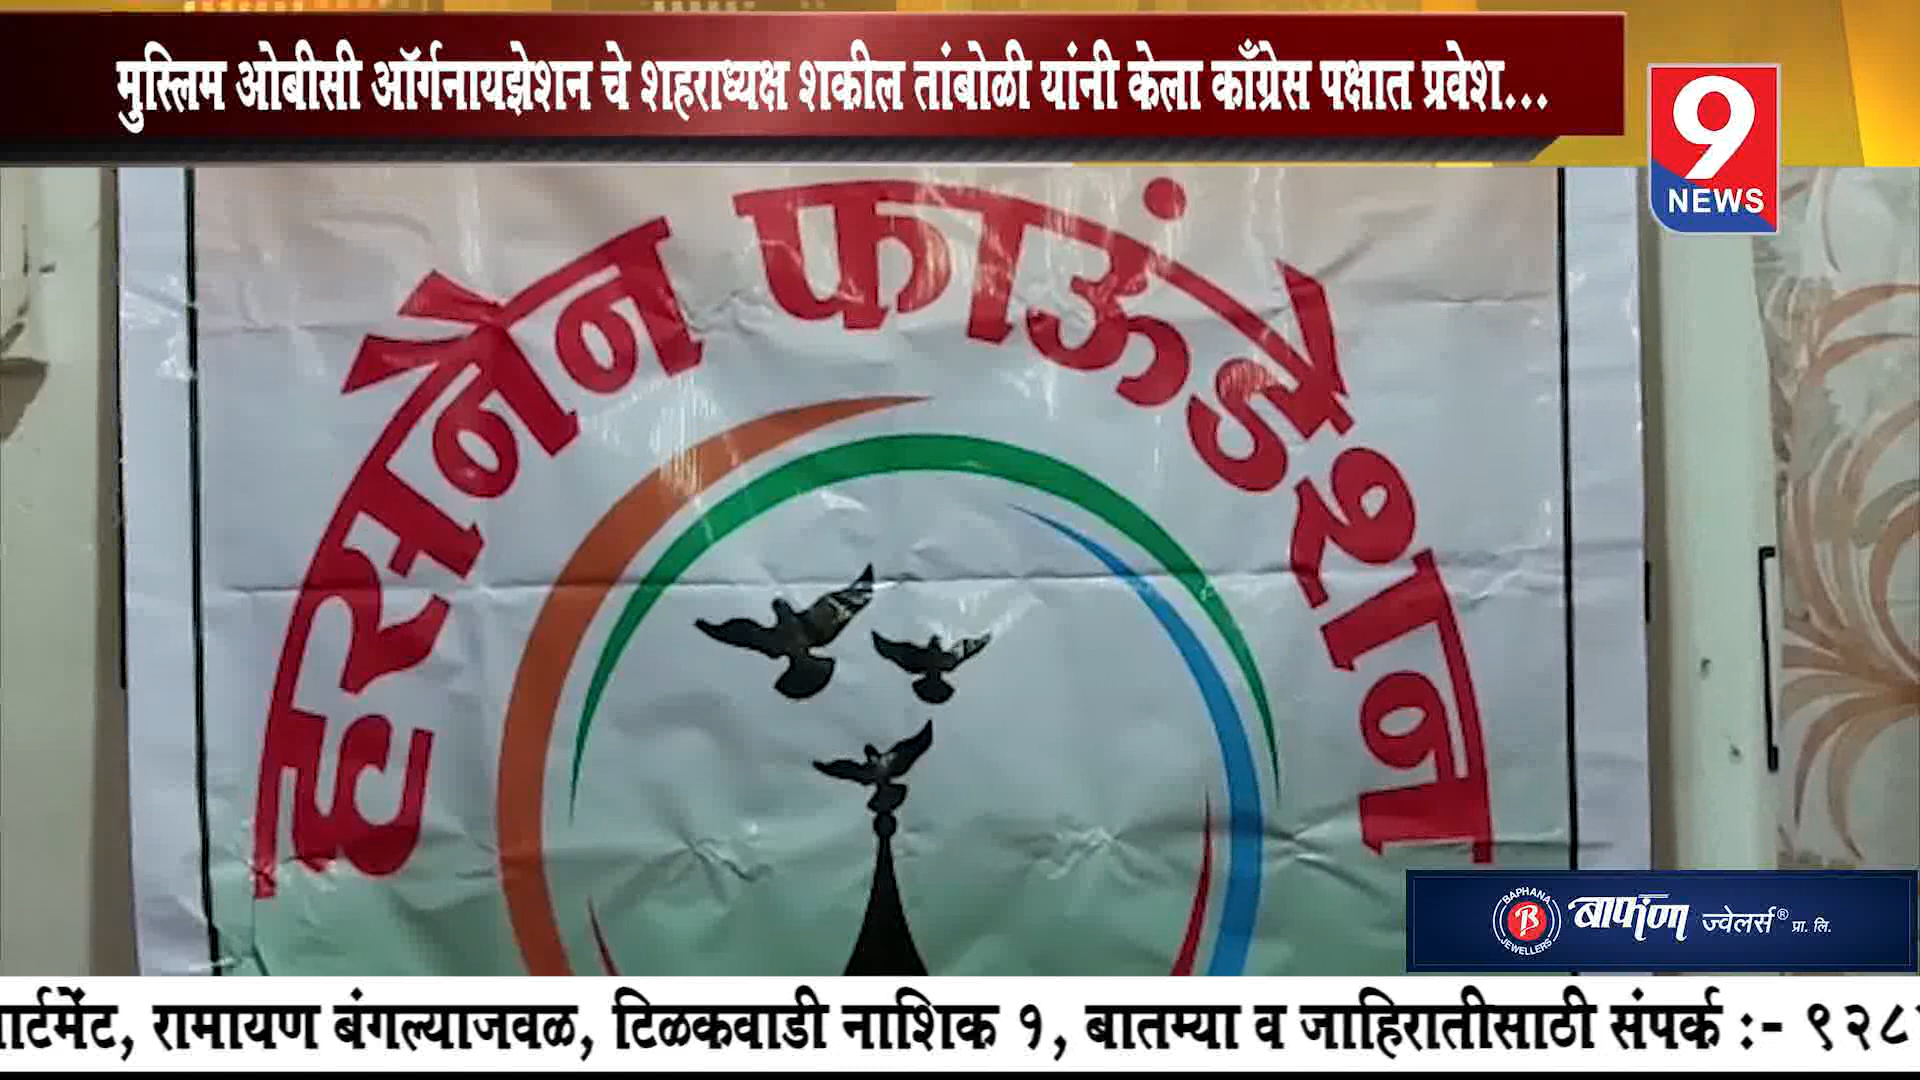 मुस्लिम ओबीसी ऑर्गनायझेशन चे शहराध्यक्ष शकील तांबोळी यांनी केला काँग्रेस पक्षात प्रवेश...
9
NEWS
हसनैन फाऊंडेशन
BAPHANA
B
JEWELLERS
बाफणा ज्वेलर्स® प्रा. लि.
ार्टमेंट, रामायण बंगल्याजवळ, टिळकवाडी नाशिक १, बातम्या व जाहिरातीसाठी संपर्क :- ९२८